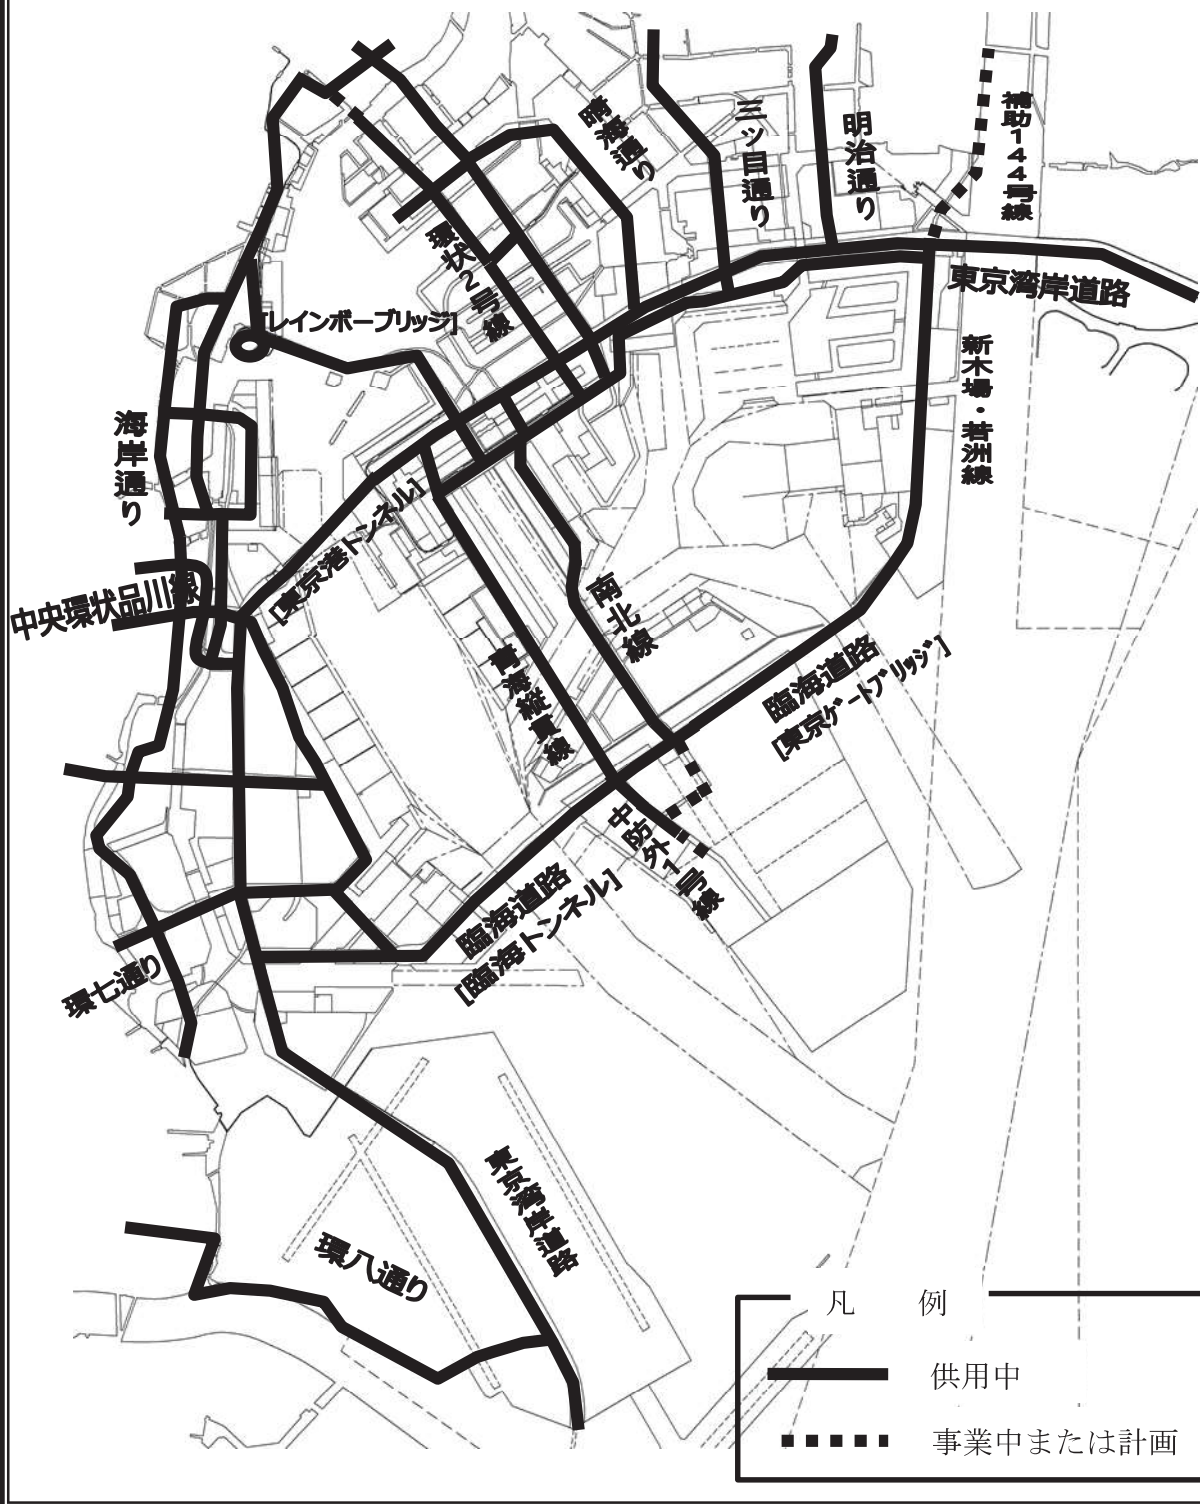 晴海通り
三ッ目通り
明治通り
補助144号線
環状2号線
東京湾岸道路
[レインボーブリッジ]
新木場・若洲線
海岸通り
[東京港トンネル]
中央環状品川線
南北線
青海縦貫線
臨海道路
[東京ゲートブリッジ]
中防外1号線
臨海道路
[臨海トンネル]
環七通り
東京湾岸道路
環八通り
凡 例
供用中
事業中または計画